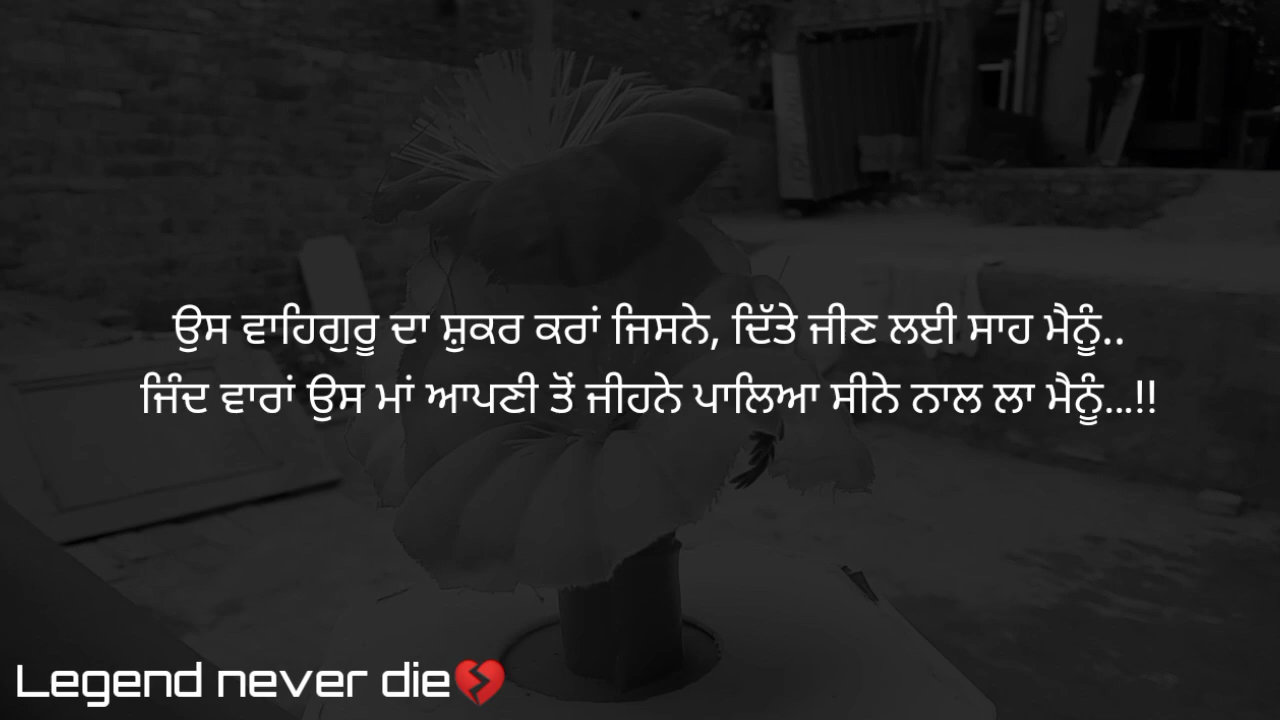 ਉਸ ਵਾਹਿਗੁਰੂ ਦਾ ਸ਼ੁਕਰ ਕਰਾਂ ਜਿਸਨੇ, ਦਿੱਤੇ ਜੀਣ ਲਈ ਸਾਹ ਮੈਨੂੰ..
ਜਿੰਦ ਵਾਰਾਂ ਉਸ ਮਾਂ ਆਪਣੀ ਤੋਂ ਜੀਹਨੇ ਪਾਲਿਆ ਸੀਨੇ ਨਾਲ ਲਾ ਮੈਨੂੰ...!!
Legend never die💔